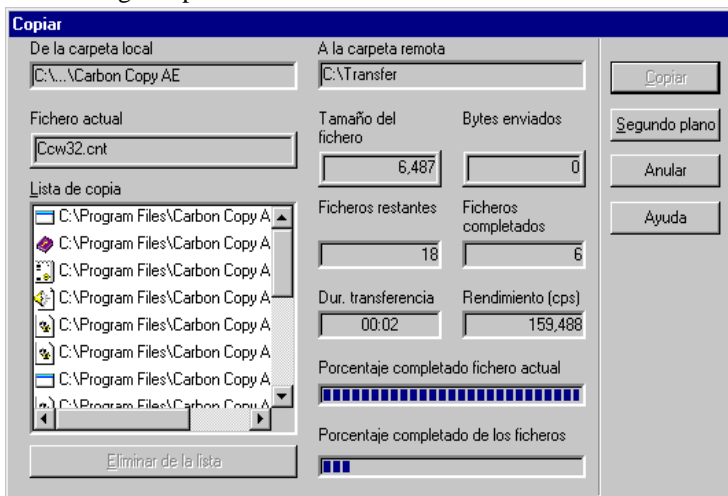 Copiar
De la carpeta local
A la carpeta remota
C:\...\Carbon Copy AE
C:\Transfer
Copiar
Fichero actual
Tamaño del
fichero
Bytes enviados
Segundo plano
Ccw32.cnt
6,487
0
Anular
Lista de copia
Ficheros restantes
Ficheros
completados
Ayuda
C:\Program Files\Carbon Copy A
C:\Program Files\Carbon Copy A
C:\Program Files\Carbon Copy A
C:\Program Files\Carbon Copy A
C:\Program Files\Carbon Copy A
C:\Program Files\Carbon Copy A
C:\Program Files\Carbon Copy A
C:\Program Files\Carbon Copy A
18
6
Dur. transferencia
Rendimiento (cps)
00:02
159,488
Porcentaje completado fichero actual
Porcentaje completado de los ficheros
Eliminar de la lista